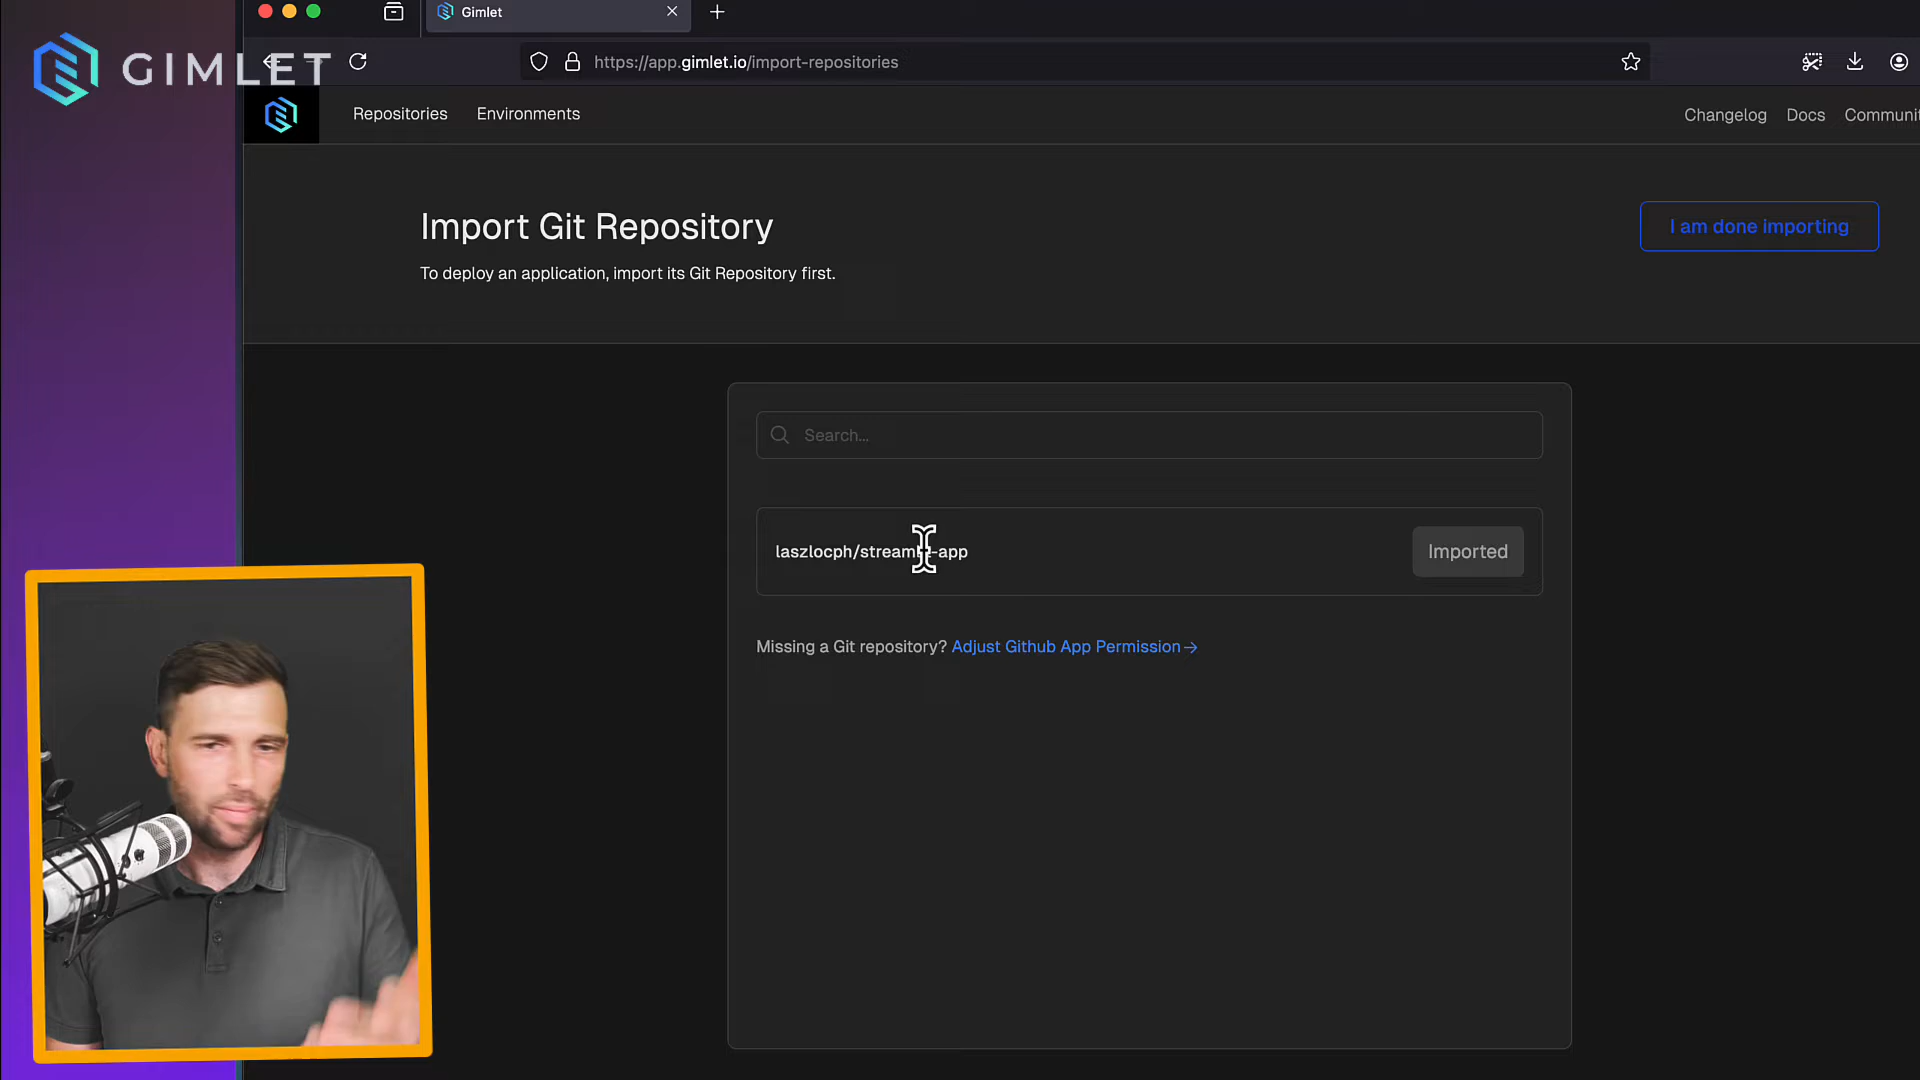 Gimlet
GIMLET
https://app.gimlet.io/import-repositories
Repositories
Environments
Changelog
Docs
Import Git Repository
I am done importing
To deploy an application, import its Git Repository first.
Search...
Imported
Missing a Git repository? Adjust Github App Permission